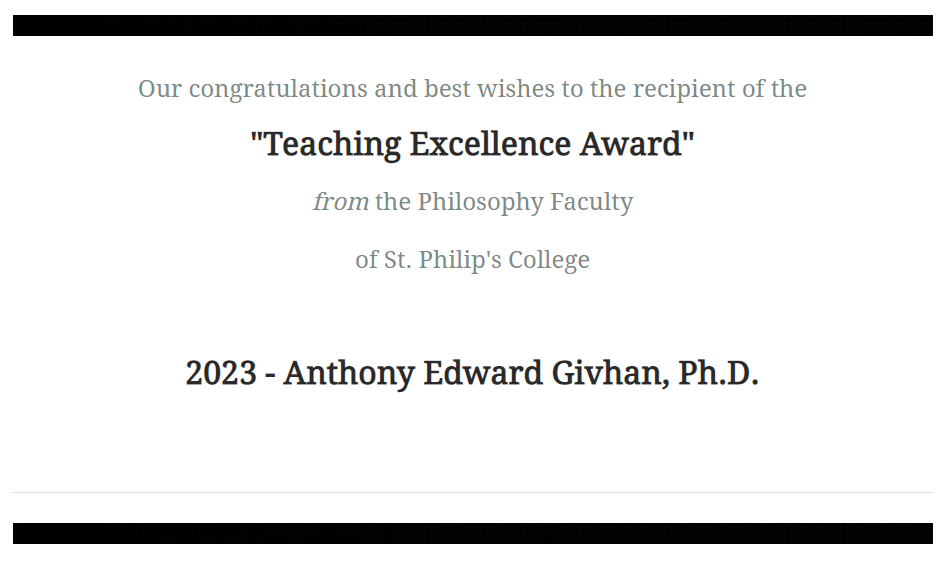 Our congratulations and best wishes to the recipient of the
"Teaching Excellence Award"
from the Philosophy Faculty
of St. Philip's College
2023 - Anthony Edward Givhan, Ph.D.